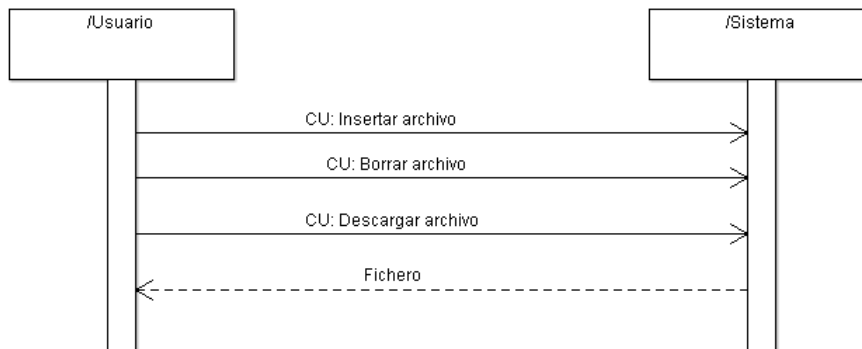 /Usuario
/Sistema
CU: Insertar archivo
CU: Borrar archivo
CU: Descargar archivo
Fichero